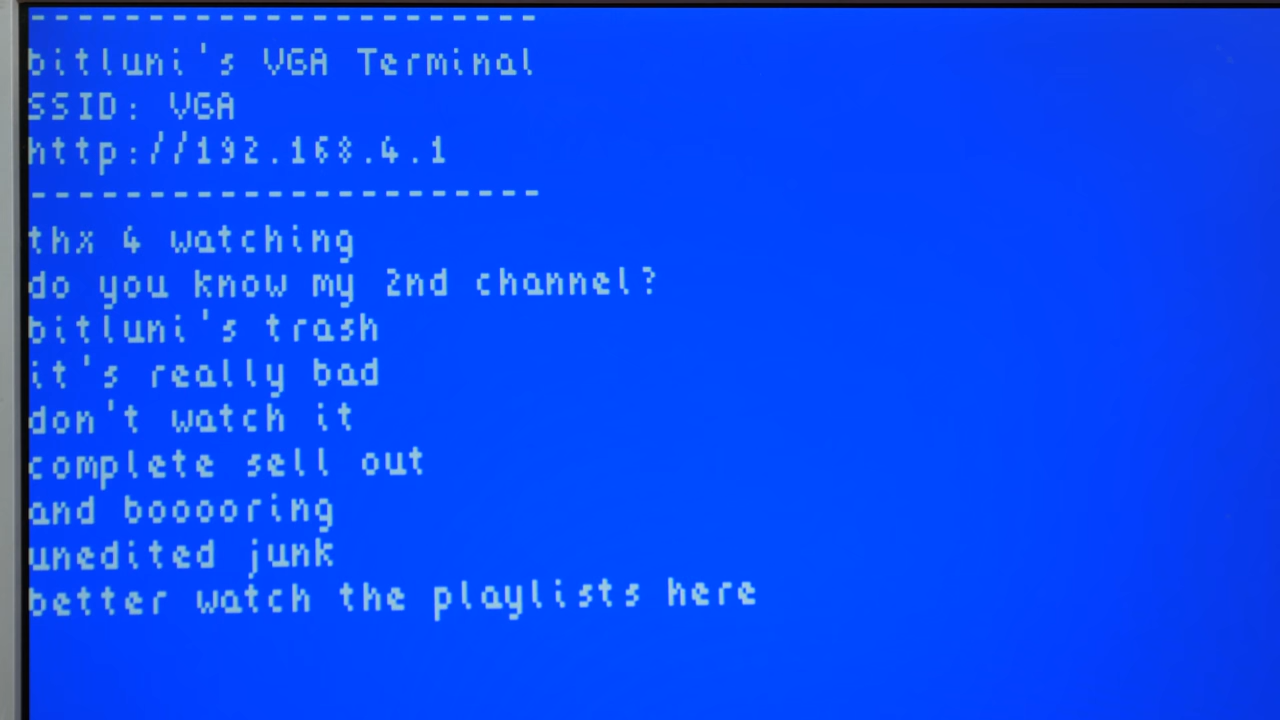 ----------------------
bitluni's VGA Terminal
SSID: VGA
http://192.168.4.1
----------------------
thx 4 watching
do you know my 2nd channel?
bitluni's trash
it's really bad
don't watch it
complete sell out
and booooring
unedited junk
better watch the playlists here